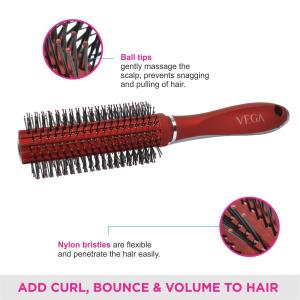 Ball tips
gently massage the
scalp, prevents snagging
and pulling of hair.
VEGA
Nylon bristles are flexible
and penetrate the hair easily.
ADD CURL, BOUNCE & VOLUME TO HAIR